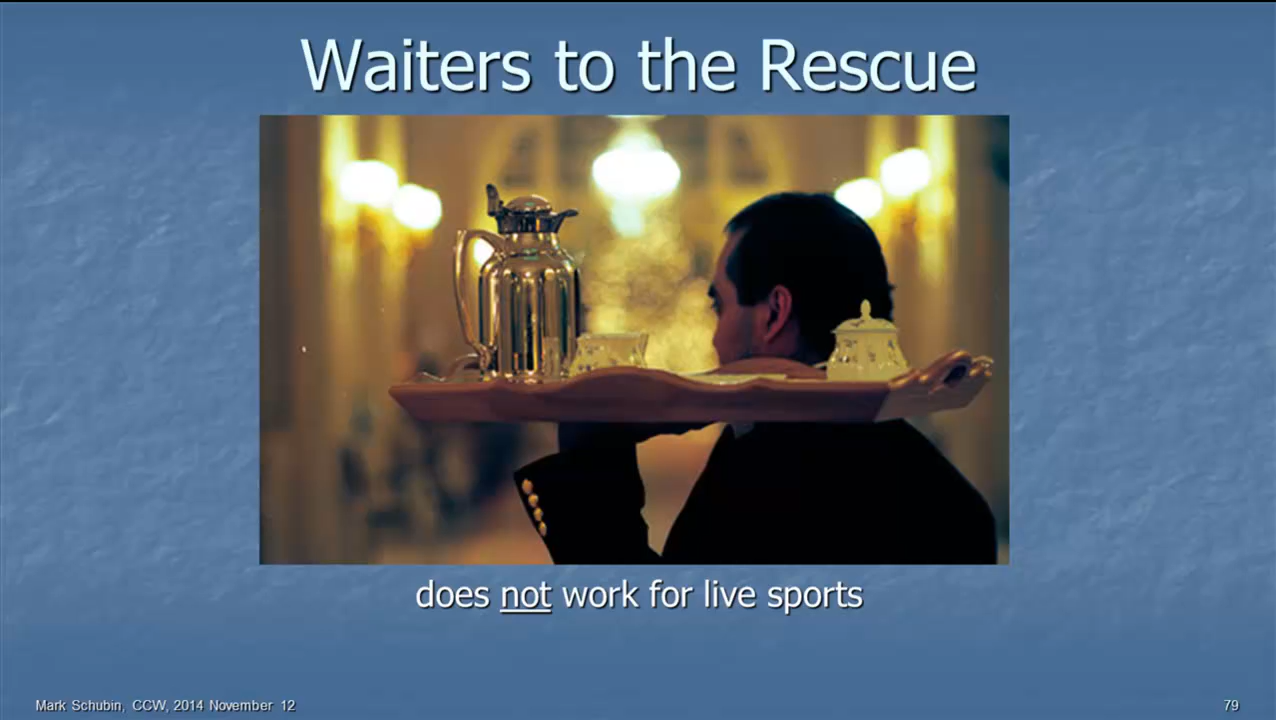 Waiters to the Rescue
does not work for live sports
Mark Schubin, CCW, 2014 November 12
79